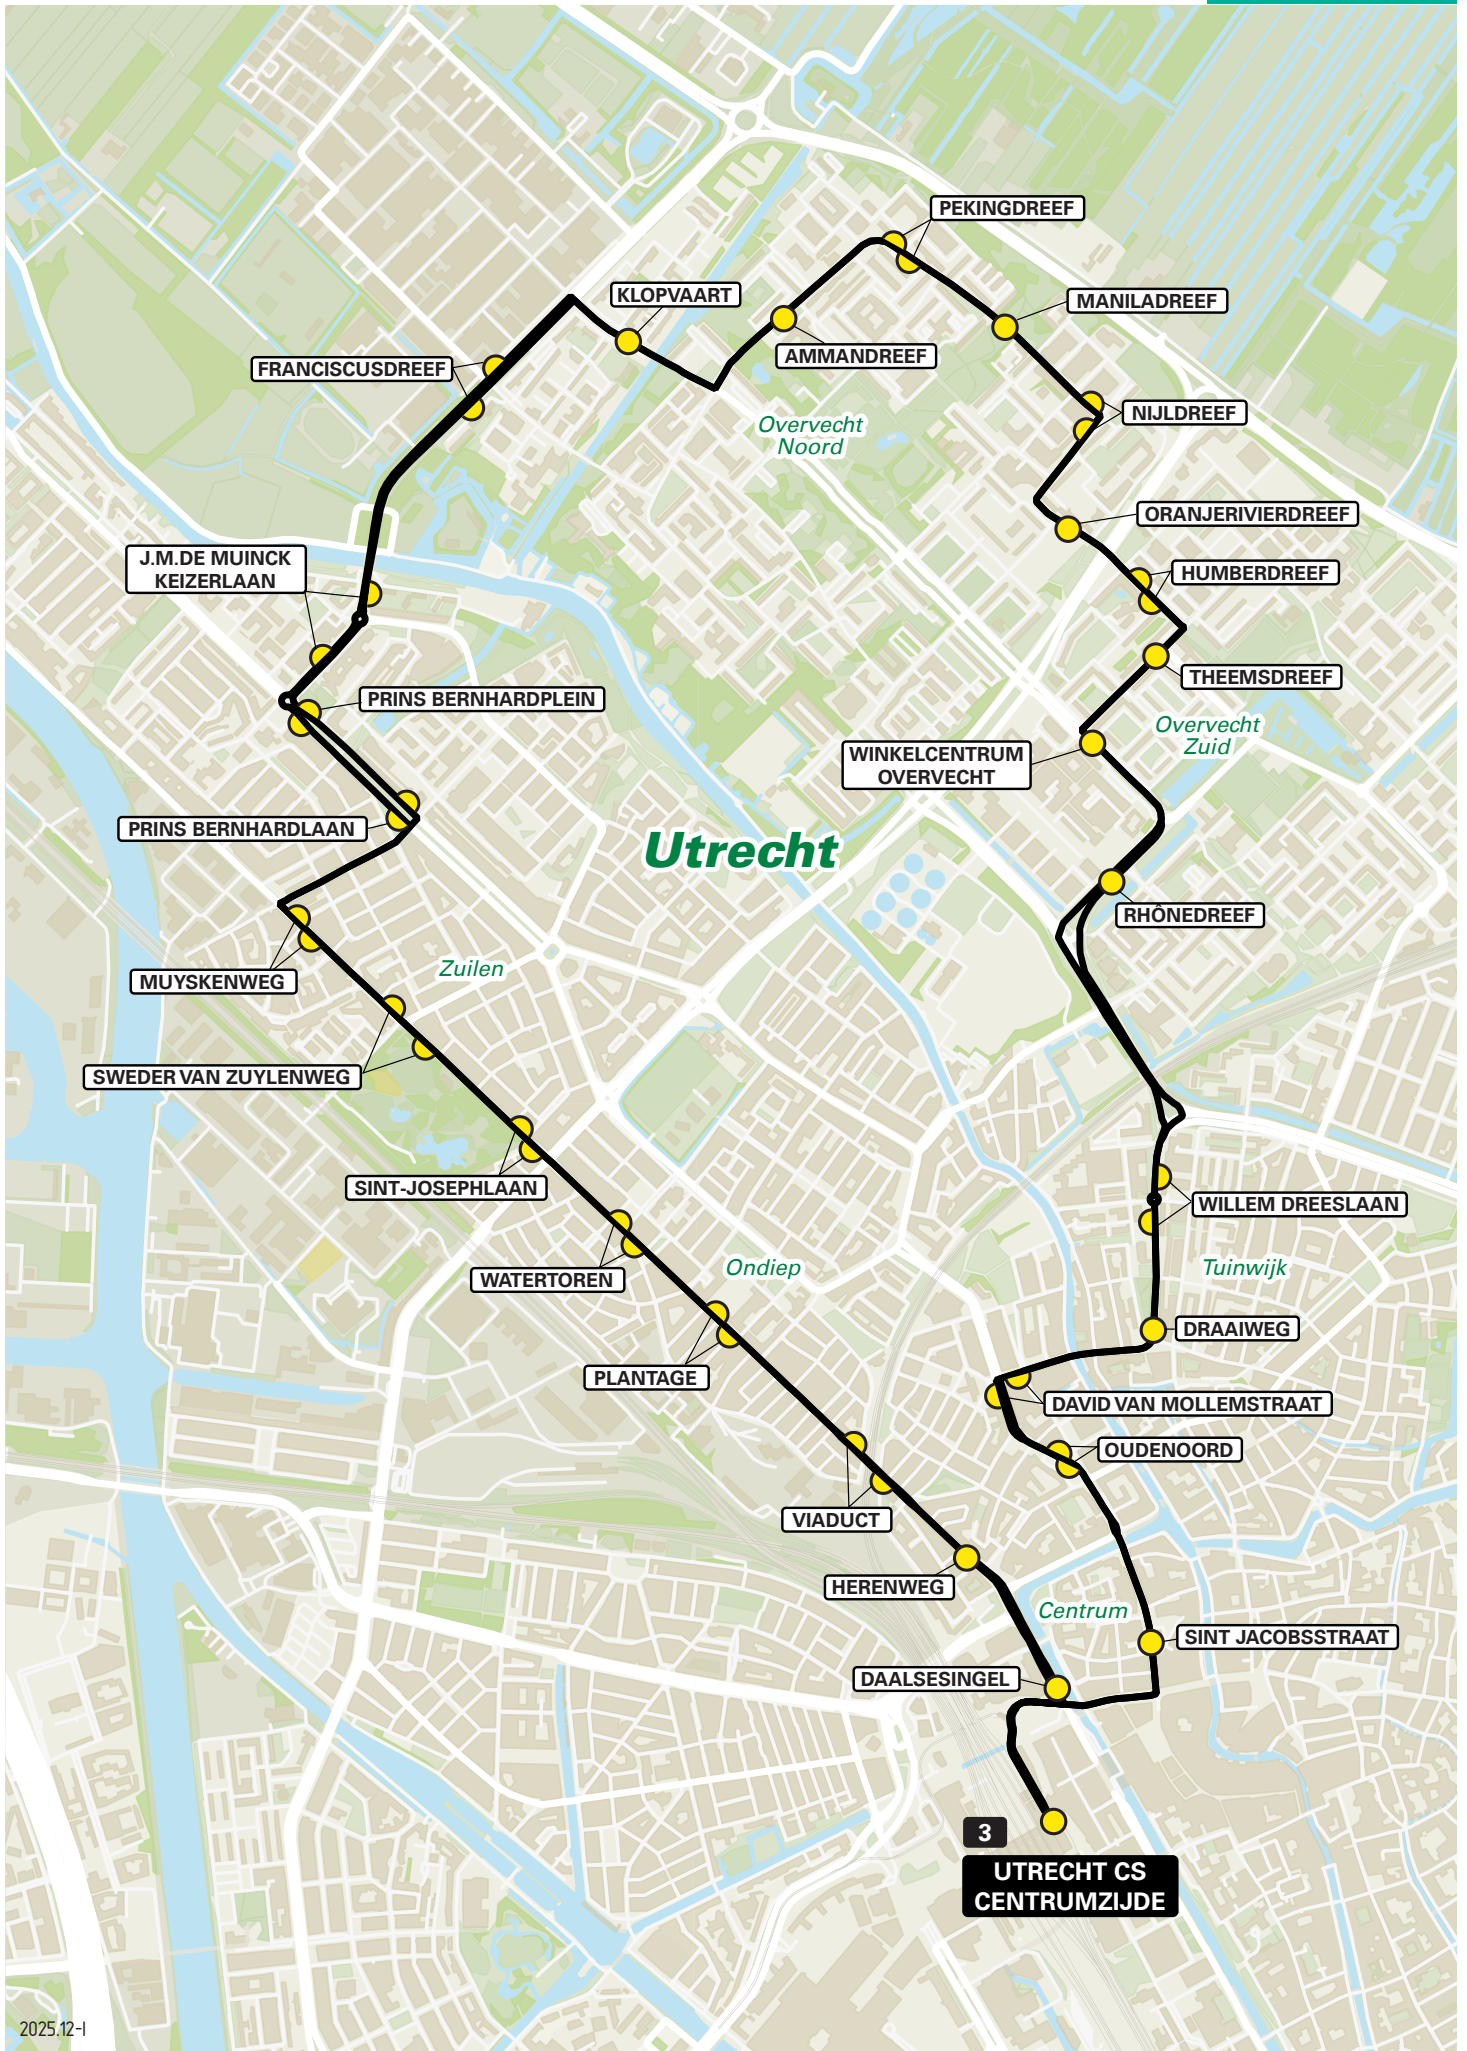 PEKINGDREEF
KLOPVAART
MANILADREEF
AMMANDREEF
FRANCISCUSDREEF
NIJLDREEF
Overvecht
Noord
ORANJERIVIERDREEF
J.M.DE MUINCK
KEIZERLAAN
HUMBERDREEF
THEEMSDREEF
PRINS BERNHARDPLEIN
Overvecht
Zuid
WINKELCENTRUM
OVERVECHT
PRINS BERNHARDLAAN
Utrecht
RHÔNEDREEF
Zuilen
MUYSKENWEG
SWEDER VAN ZUYLENWEG
SINT-JOSEPHLAAN
WILLEM DREESLAAN
WATERTOREN
Ondiep
Tuinwijk
DRAAIWEG
PLANTAGE
DAVID VAN MOLLEMSTRAAT
OUDENOORD
VIADUCT
HERENWEG
Centrum
SINT JACOBSSTRAAT
DAALSESINGEL
3
UTRECHT CS
CENTRUMZIJDE
2025.12-I